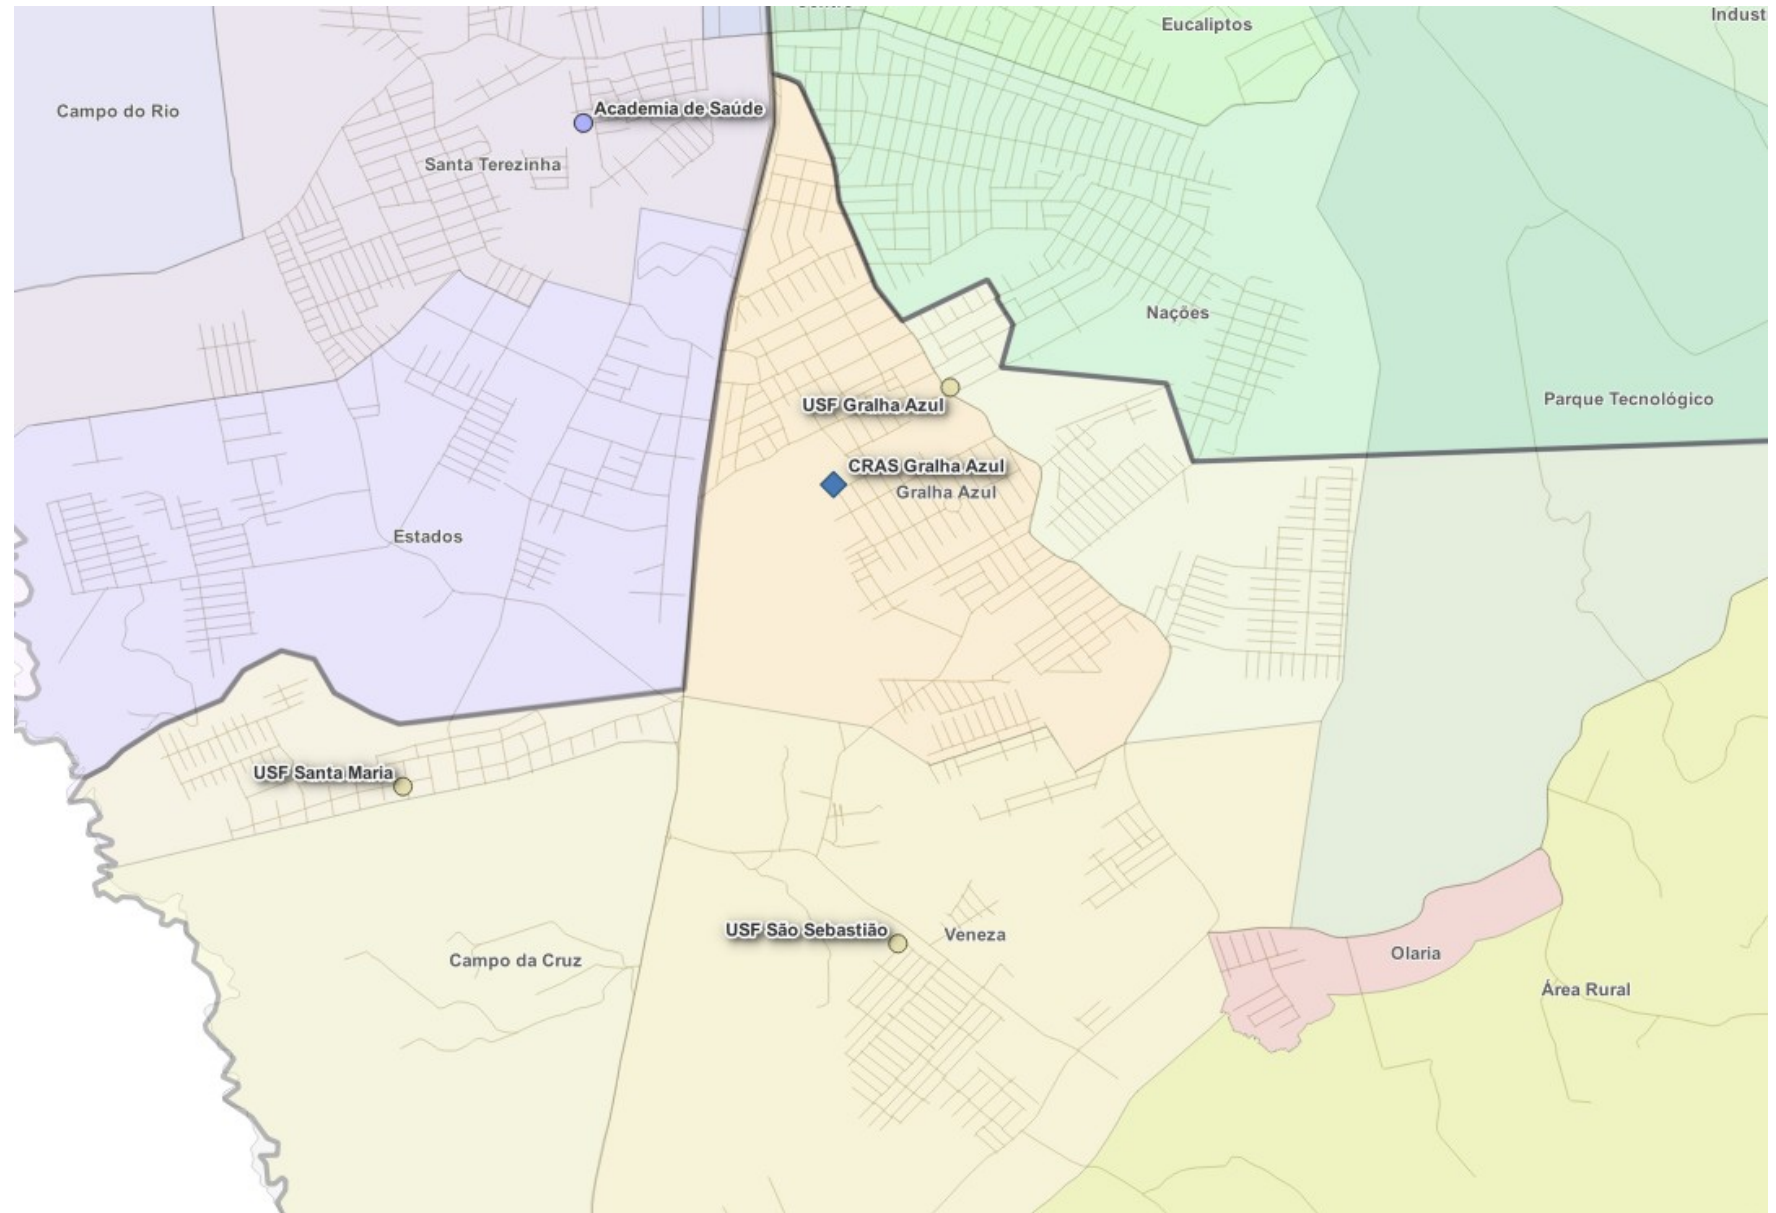 Eucaliptos
Campo do Rio
Academia de Saúde
Santa Terezinha
Nações
Parque Tecnológico
USF Gralha Azul
CRAS Gralha Azul
Gralha Azul
Estados
USF Santa Maria
USF São Sebastião
Veneza
Campo da Cruz
Olaria
Área Rural